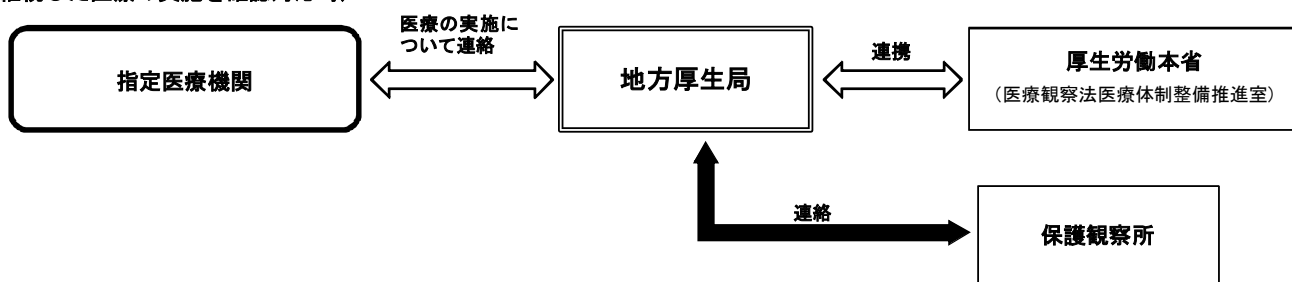 医療の実施に
ついて連絡
指定医療機関
地方厚生局
連携
厚生労働本省
（医療観察法医療体制整備推進室）
連絡
保護観察所